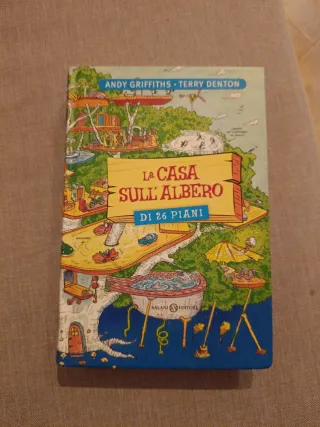 ANDY GRIFFITHS • TERRY DENTON
LA CASA
SULL'ALBERO
DI 26 PIANI
SALANI EDITORE